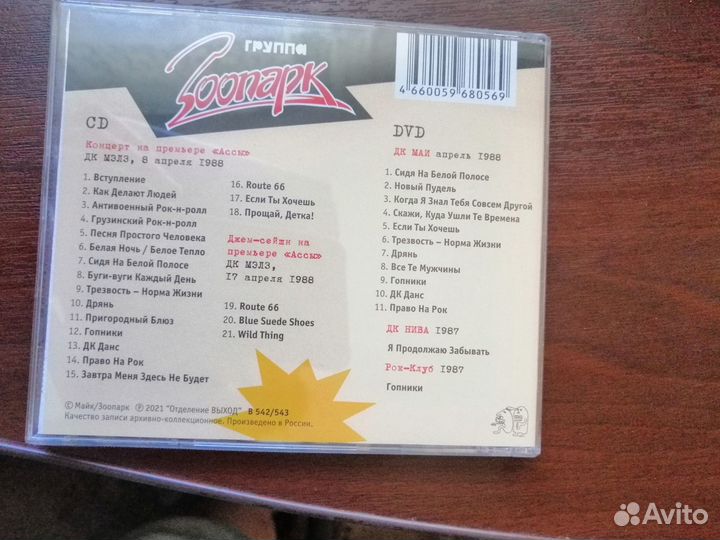 ГРУППА
Зоопарк
4 660059 680569
CD
Концерт на премьере «Ассы»
ДК МЭЛЗ, 8 апреля 1988
1. Вступление
2. Как Делают Людей
3. Антивоенный Рок-н-ролл
4. Грузинский Рок-н-ролл
5. Песня Простого Человека
6. Белая Ночь / Белое Тепло
7. Сидя На Белой Полосе
8. Буги-вуги Каждый День
9. Трезвость – Норма Жизни
10. Дрянь
11. Пригородный Блюз
12. Гопники
13. ДК Данс
14. Право На Рок
15. Завтра Меня Здесь Не Будет
16. Route 66
17. Если Ты Хочешь
18. Прощай, Детка!
Джем-сейшн на
премьере «Ассы»
ДК МЭЛЗ,
17 апреля 1988
19. Route 66
20. Blue Suede Shoes
21. Wild Thing
DVD
ДК МАИ апрель 1988
1. Сидя На Белой Полосе
2. Новый Пудель
3. Когда Я Знал Тебя Совсем Другой
4. Скажи, Куда Ушли Те Времена
5. Если Ты Хочешь
6. Трезвость – Норма Жизни
7. Дрянь
8. Все Те Мужчины
9. Гопники
10. ДК Данс
11. Право На Рок
ДК НИВА 1987
Я Продолжаю Забывать
Рок-Клуб 1987
Гопники
© Майк/Зоопарк ℗ 2021 "Отделение ВЫХОД" В 542/543
Качество записи архивно-коллекционное. Произведено в России.
Avito